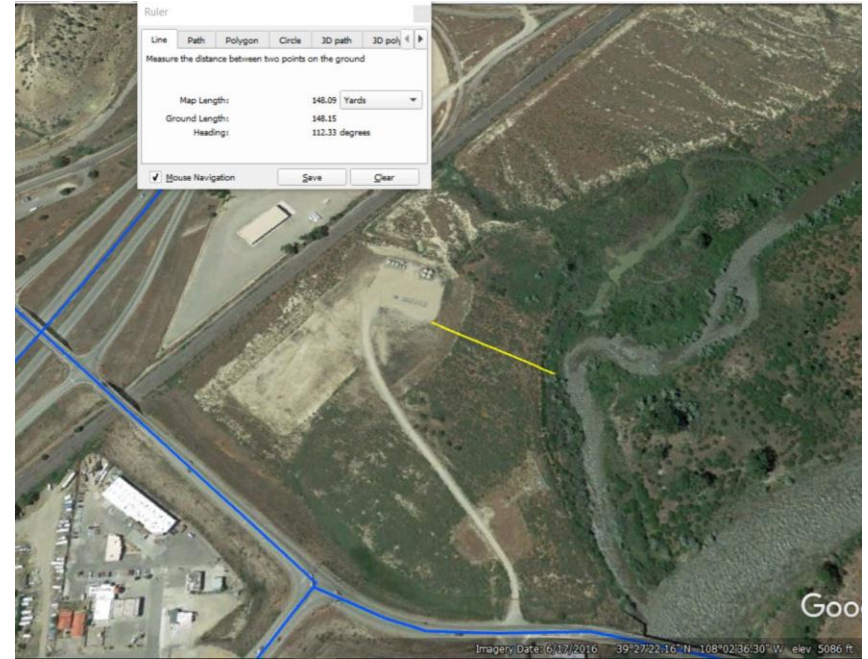 Ruler
Line Path Polygon Circle 3D path 3D poly
Measure the distance between two points on the ground
Map Length: 148.09 Yards
Ground Length: 148.15
Heading: 112.33 degrees
Mouse Navigation Save Clear
Goo
Imagery Date: 6/17/2016 39°27'22.16" N 108°02'36.30" W elev 5086 ft